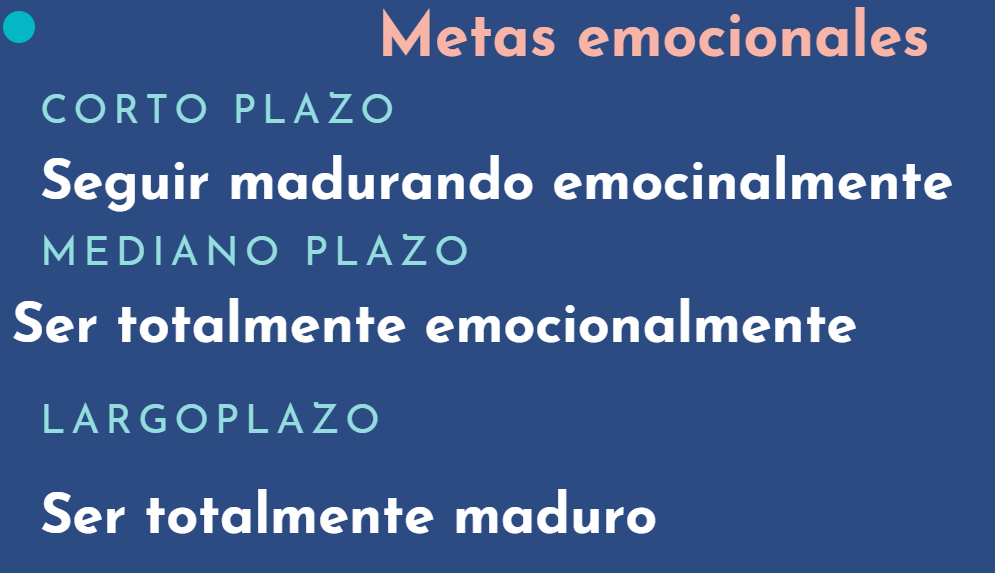 Metas emocionales
CORTO PLAZO
Seguir madurando emocinalmente
MEDIANO PLAZO
Ser totalmente emocionalmente
LARGOPLAZO
Ser totalmente maduro